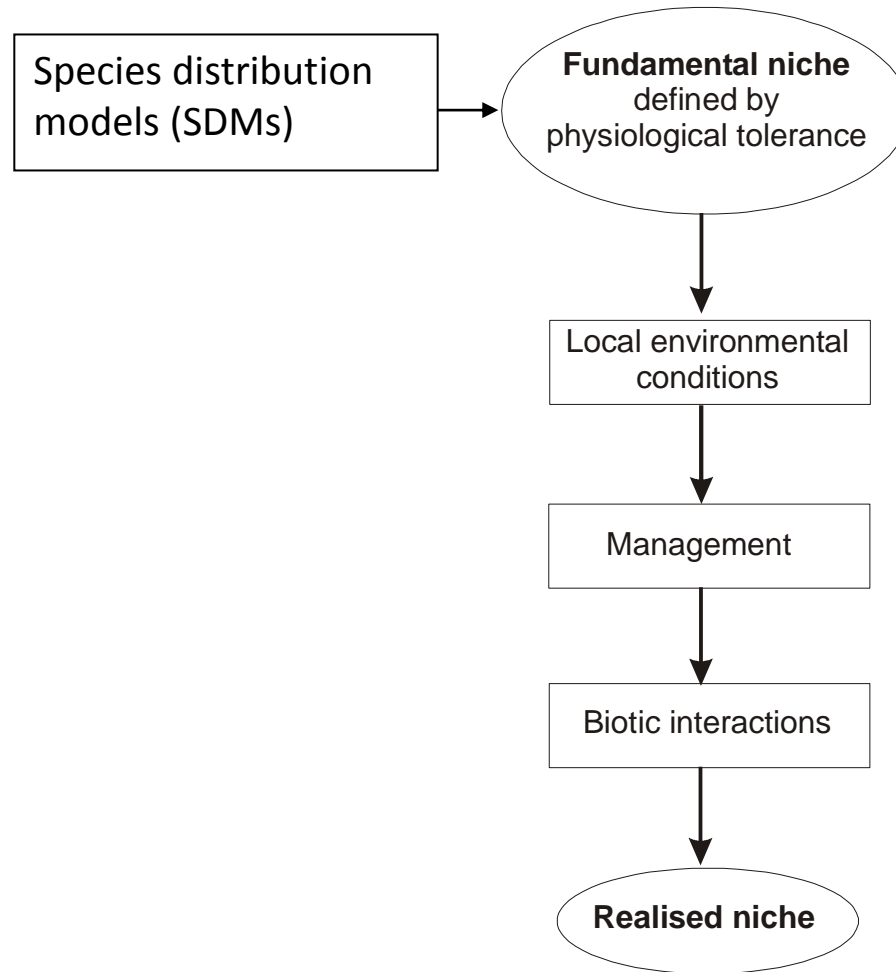 Species distribution
models (SDMs)
Fundamental niche
defined by
physiological tolerance
Local environmental
conditions
Management
Biotic interactions
Realised niche